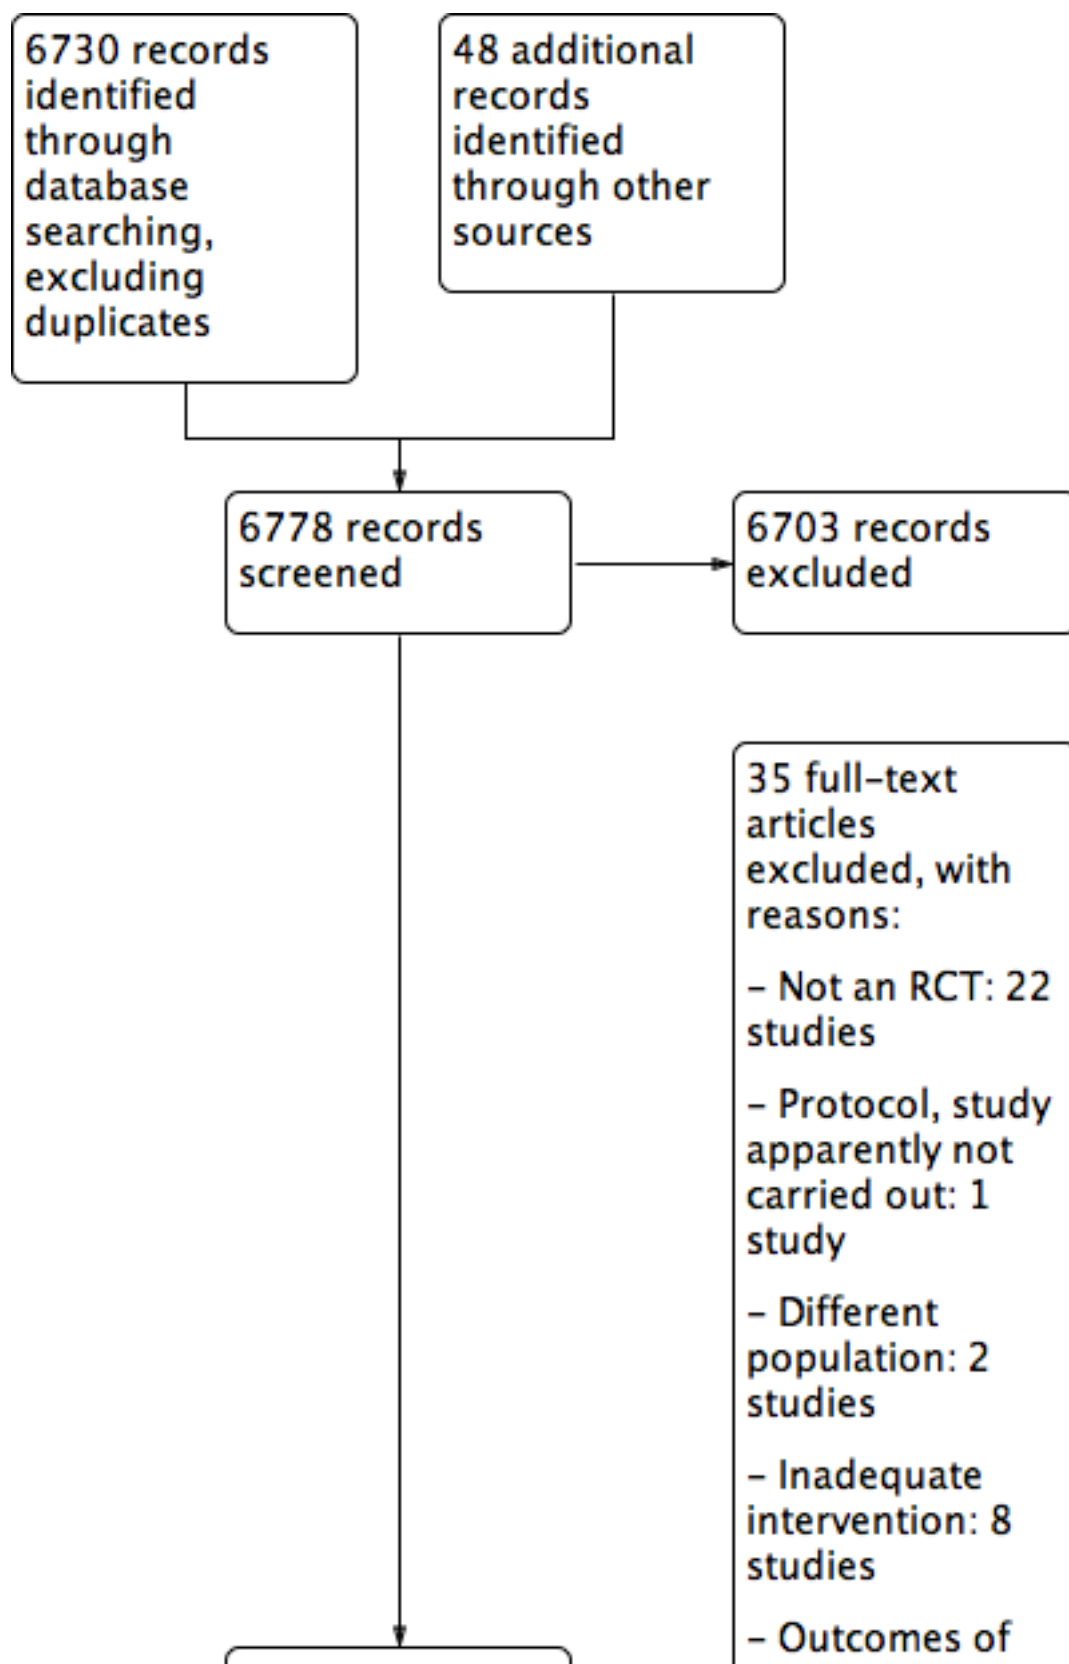 6730 records
identified
through
database
searching,
excluding
duplicates
48 additional
records
identified
through other
sources
6778 records
screened
6703 records
excluded
35 full–text
articles
excluded, with
reasons:
– Not an RCT: 22
studies
– Protocol, study
apparently not
carried out: 1
study
– Different
population: 2
studies
– Inadequate
intervention: 8
studies
– Outcomes of